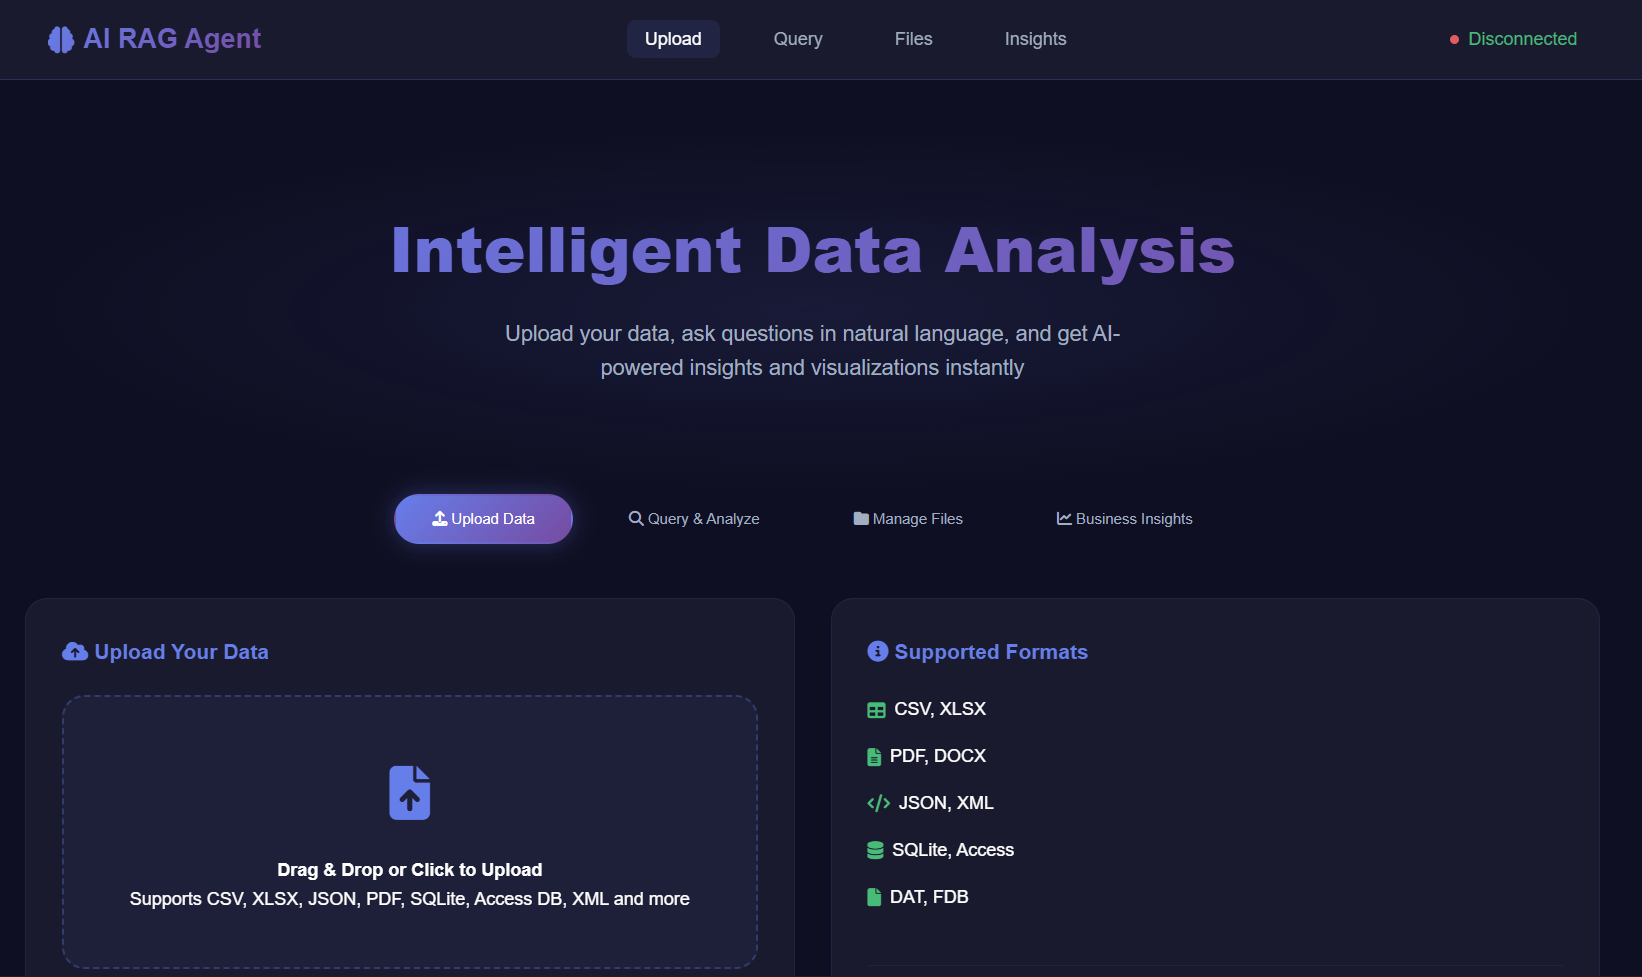 AI RAG Agent
Upload
Query
Files
Insights
Disconnected
Intelligent Data Analysis
Upload your data, ask questions in natural language, and get AI-
powered insights and visualizations instantly
Upload Data
Query & Analyze
Manage Files
Business Insights
Upload Your Data
Drag & Drop or Click to Upload
Supports CSV, XLSX, JSON, PDF, SQLite, Access DB, XML and more
Supported Formats
CSV, XLSX
PDF, DOCX
JSON, XML
SQLite, Access
DAT, FDB